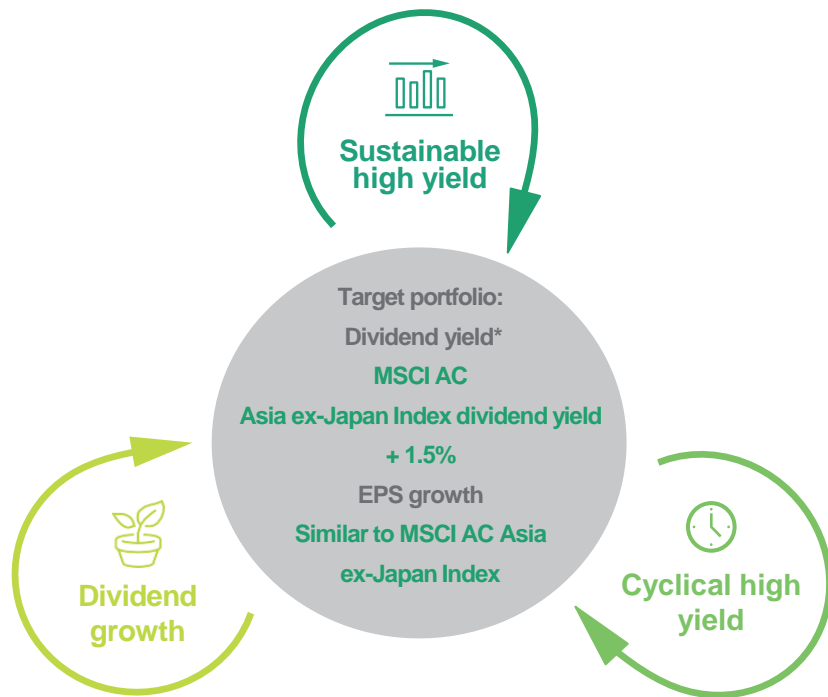 Sustainable
high yield
Target portfolio:
Dividend yield*
MSCI AC
Asia ex-Japan Index dividend yield
+ 1.5%
EPS growth
Similar to MSCI AC Asia
ex-Japan Index
Dividend
growth
Cyclical high
yield